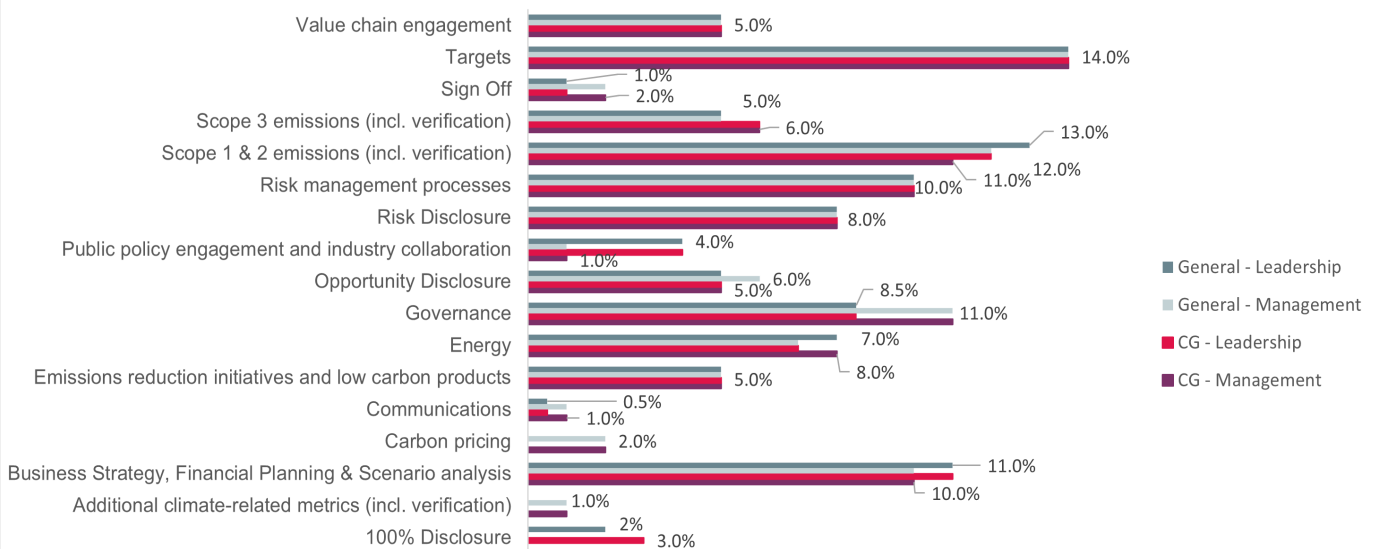 Value chain engagement 5.0%
Targets 14.0%
Sign Off 1.0%
2.0%
Scope 3 emissions (incl. verification) 5.0%
6.0%
Scope 1 & 2 emissions (incl. verification) 13.0%
12.0%
11.0%
Risk management processes 10.0%
Risk Disclosure 8.0%
Public policy engagement and industry collaboration 4.0%
1.0%
Opportunity Disclosure 6.0%
5.0%
Governance 8.5%
11.0%
Energy 7.0%
8.0%
Emissions reduction initiatives and low carbon products 5.0%
Communications 0.5%
1.0%
Carbon pricing 2.0%
Business Strategy, Financial Planning & Scenario analysis 11.0%
10.0%
Additional climate-related metrics (incl. verification) 1.0%
100% Disclosure 2%
3.0%
General - Leadership
General - Management
CG - Leadership
CG - Management